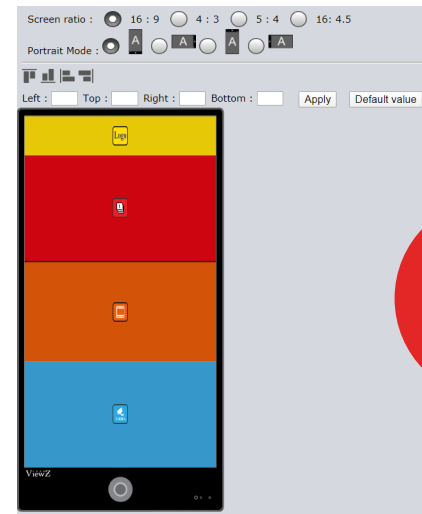 Screen ratio : 16 : 9 4 : 3 5 : 4 16: 4.5
Portrait Mode : A A A A
Left : Top : Right : Bottom : Apply Default value
Logo
ViewZ